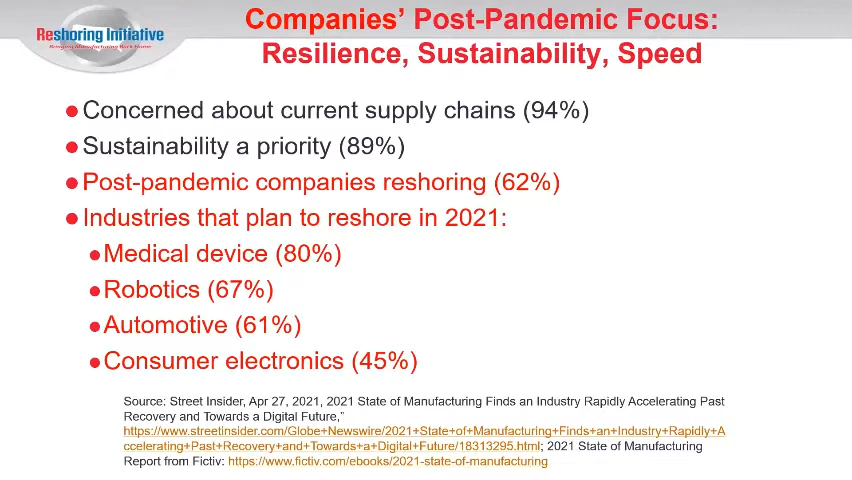 Reshoring Initiative
Bringing Manufacturing Back Home
Companies’ Post-Pandemic Focus:
Resilience, Sustainability, Speed
●Concerned about current supply chains (94%)
●Sustainability a priority (89%)
●Post-pandemic companies reshoring (62%)
●Industries that plan to reshore in 2021:
●Medical device (80%)
●Robotics (67%)
●Automotive (61%)
●Consumer electronics (45%)
Source: Street Insider, Apr 27, 2021, 2021 State of Manufacturing Finds an Industry Rapidly Accelerating Past
Recovery and Towards a Digital Future,”
https://www.streetinsider.com/Globe+Newswire/2021+State+of+Manufacturing+Finds+an+Industry+Rapidly+A
ccelerating+Past+Recovery+and+Towards+a+Digital+Future/18313295.html; 2021 State of Manufacturing
Report from Fictiv: https://www.fictiv.com/ebooks/2021-state-of-manufacturing